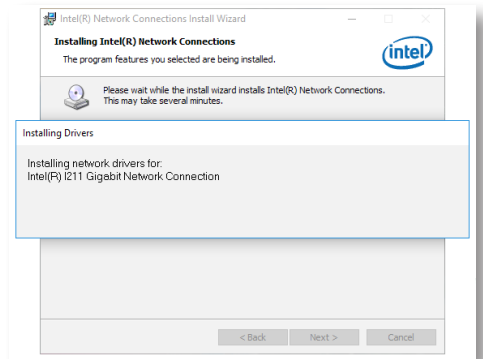 Intel(R) Network Connections Install Wizard
Installing Intel(R) Network Connections
The program features you selected are being installed.
intel
Please wait while the install wizard installs Intel(R) Network Connections.
This may take several minutes.
Installing Drivers
Installing network drivers for:
Intel(R) I211 Gigabit Network Connection
< Back Next > Cancel